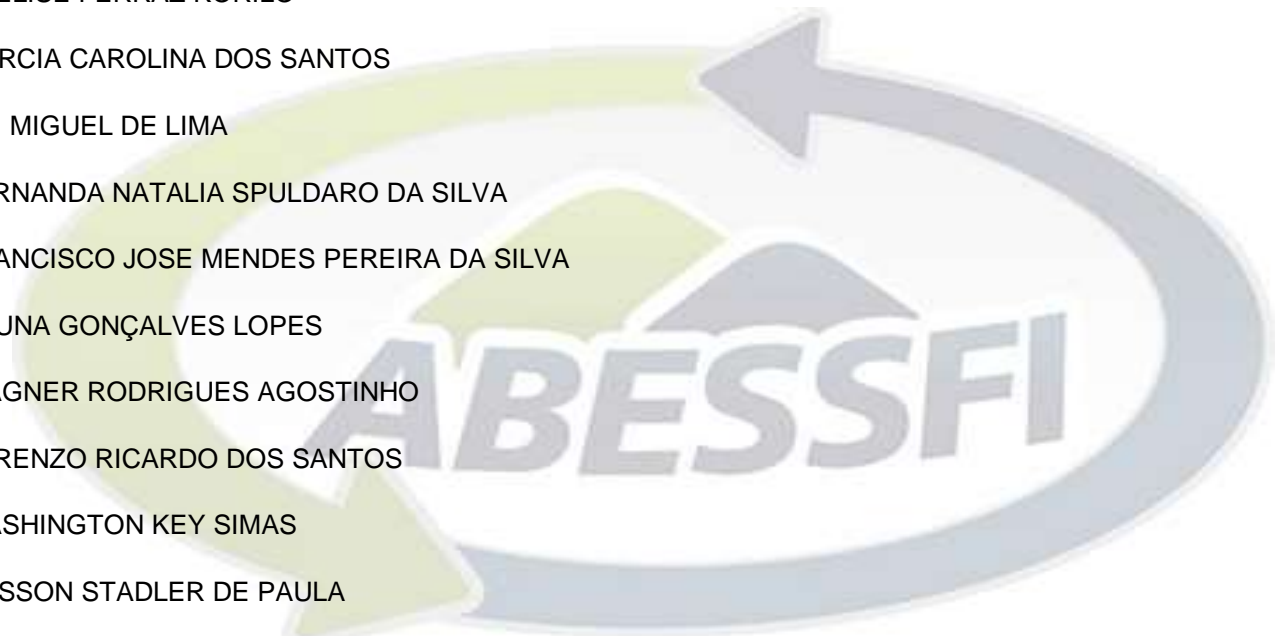 RCIA CAROLINA DOS SANTOS
MIGUEL DE LIMA
RNANDA NATALIA SPULDARO DA SILVA
ANCISCO JOSE MENDES PEREIRA DA SILVA
UNA GONÇALVES LOPES
AGNER RODRIGUES AGOSTINHO
RENZO RICARDO DOS SANTOS
ASHINGTON KEY SIMAS
SSON STADLER DE PAULA
ABESSFI